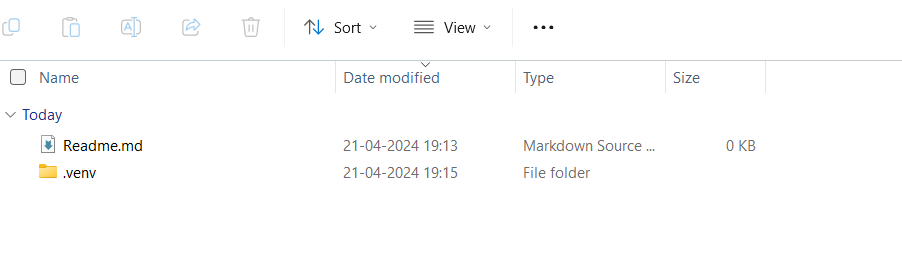 Sort View
Name Date modified Type Size
Today
Readme.md 21-04-2024 19:13 Markdown Source ... 0 KB
.venv 21-04-2024 19:15 File folder